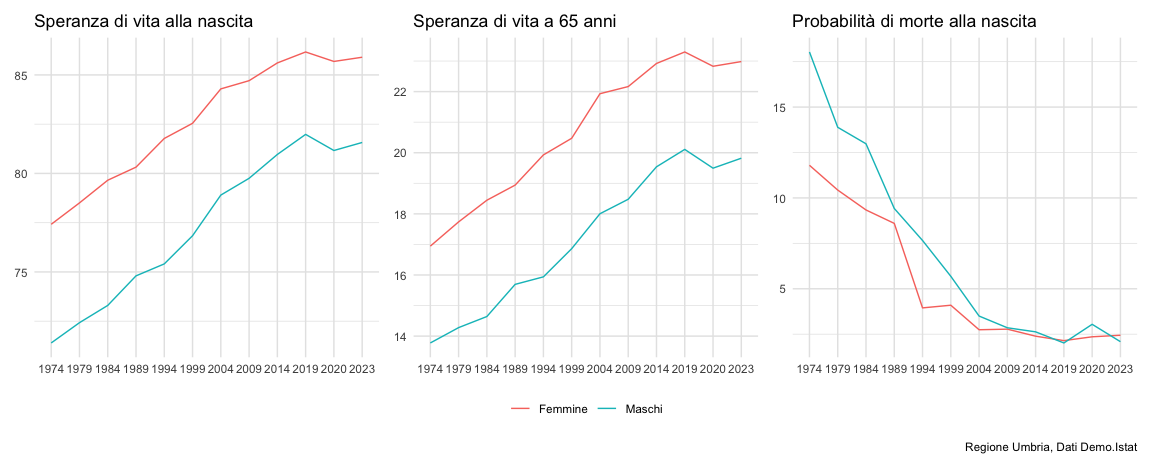 Speranza di vita alla nascita
85
80
75
1974 1979 1984 1989 1994 1999 2004 2009 2014 2019 2020 2023
Speranza di vita a 65 anni
22
20
18
16
14
1974 1979 1984 1989 1994 1999 2004 2009 2014 2019 2020 2023
Probabilità di morte alla nascita
15
10
5
1974 1979 1984 1989 1994 1999 2004 2009 2014 2019 2020 2023
Femmine Maschi
Regione Umbria, Dati Demo.Istat